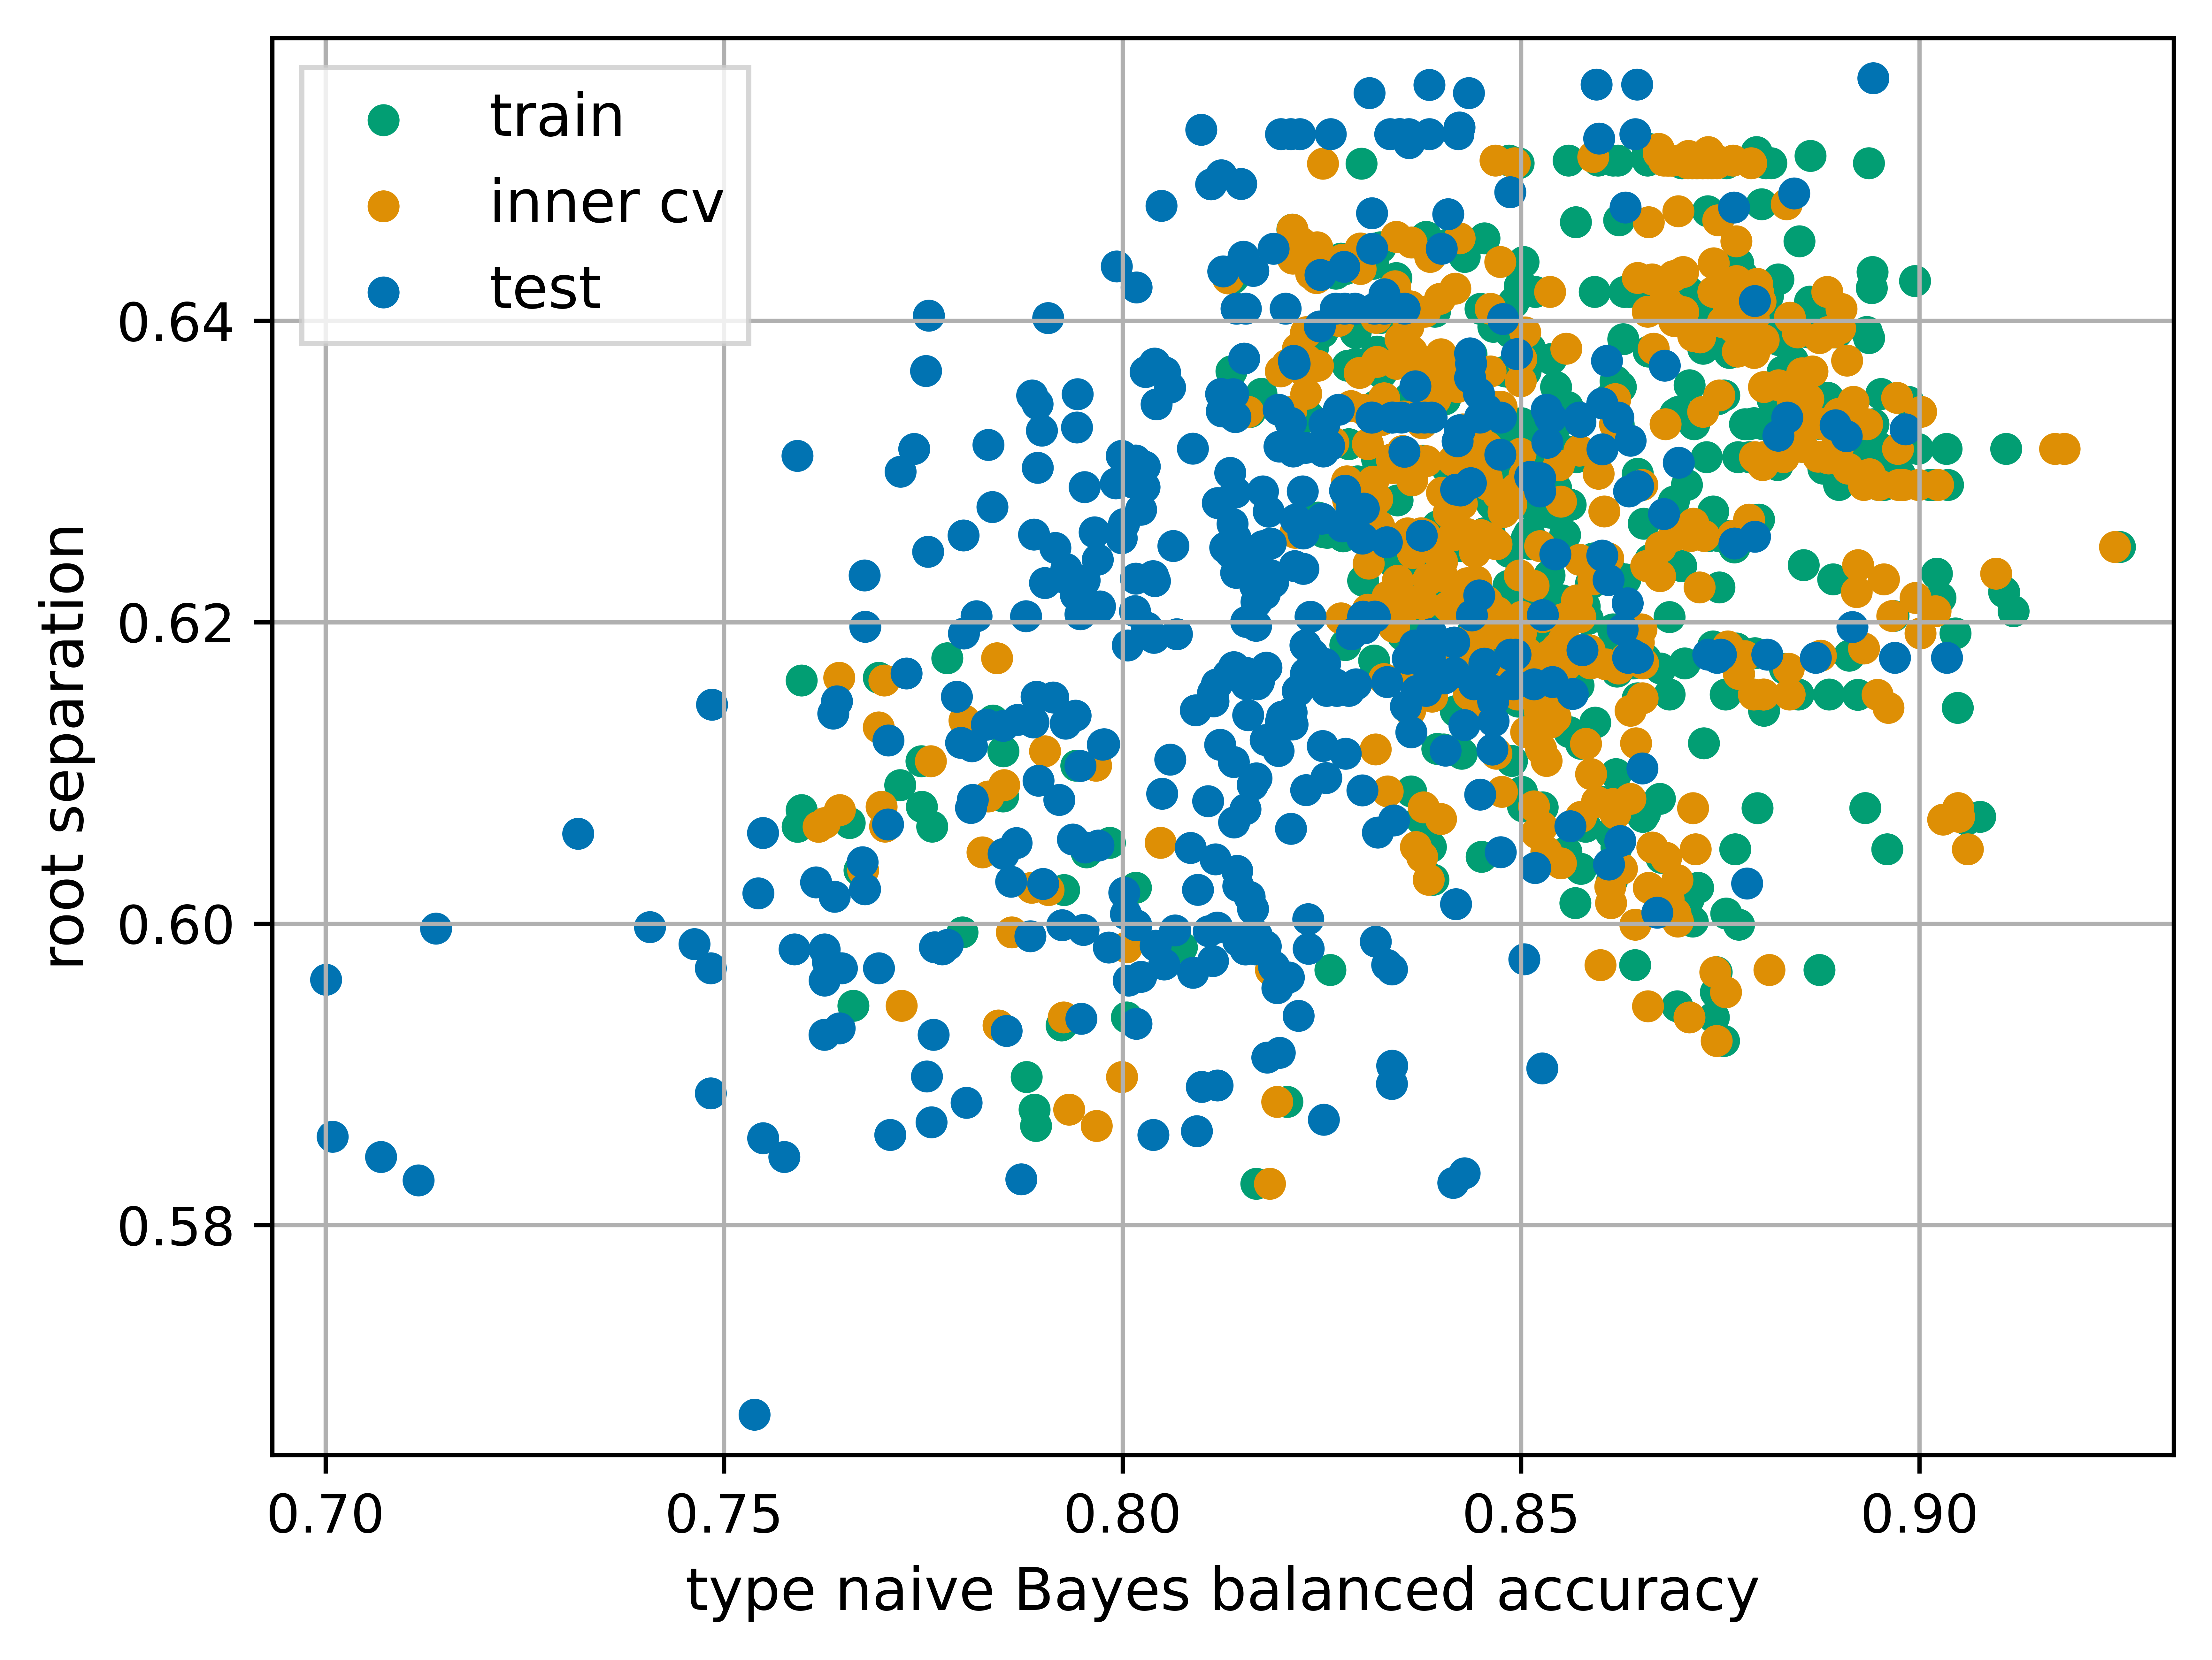 train
inner cv
test
0.64
0.62
0.60
0.58
root separation
0.70
0.75
0.80
0.85
0.90
type naive Bayes balanced accuracy